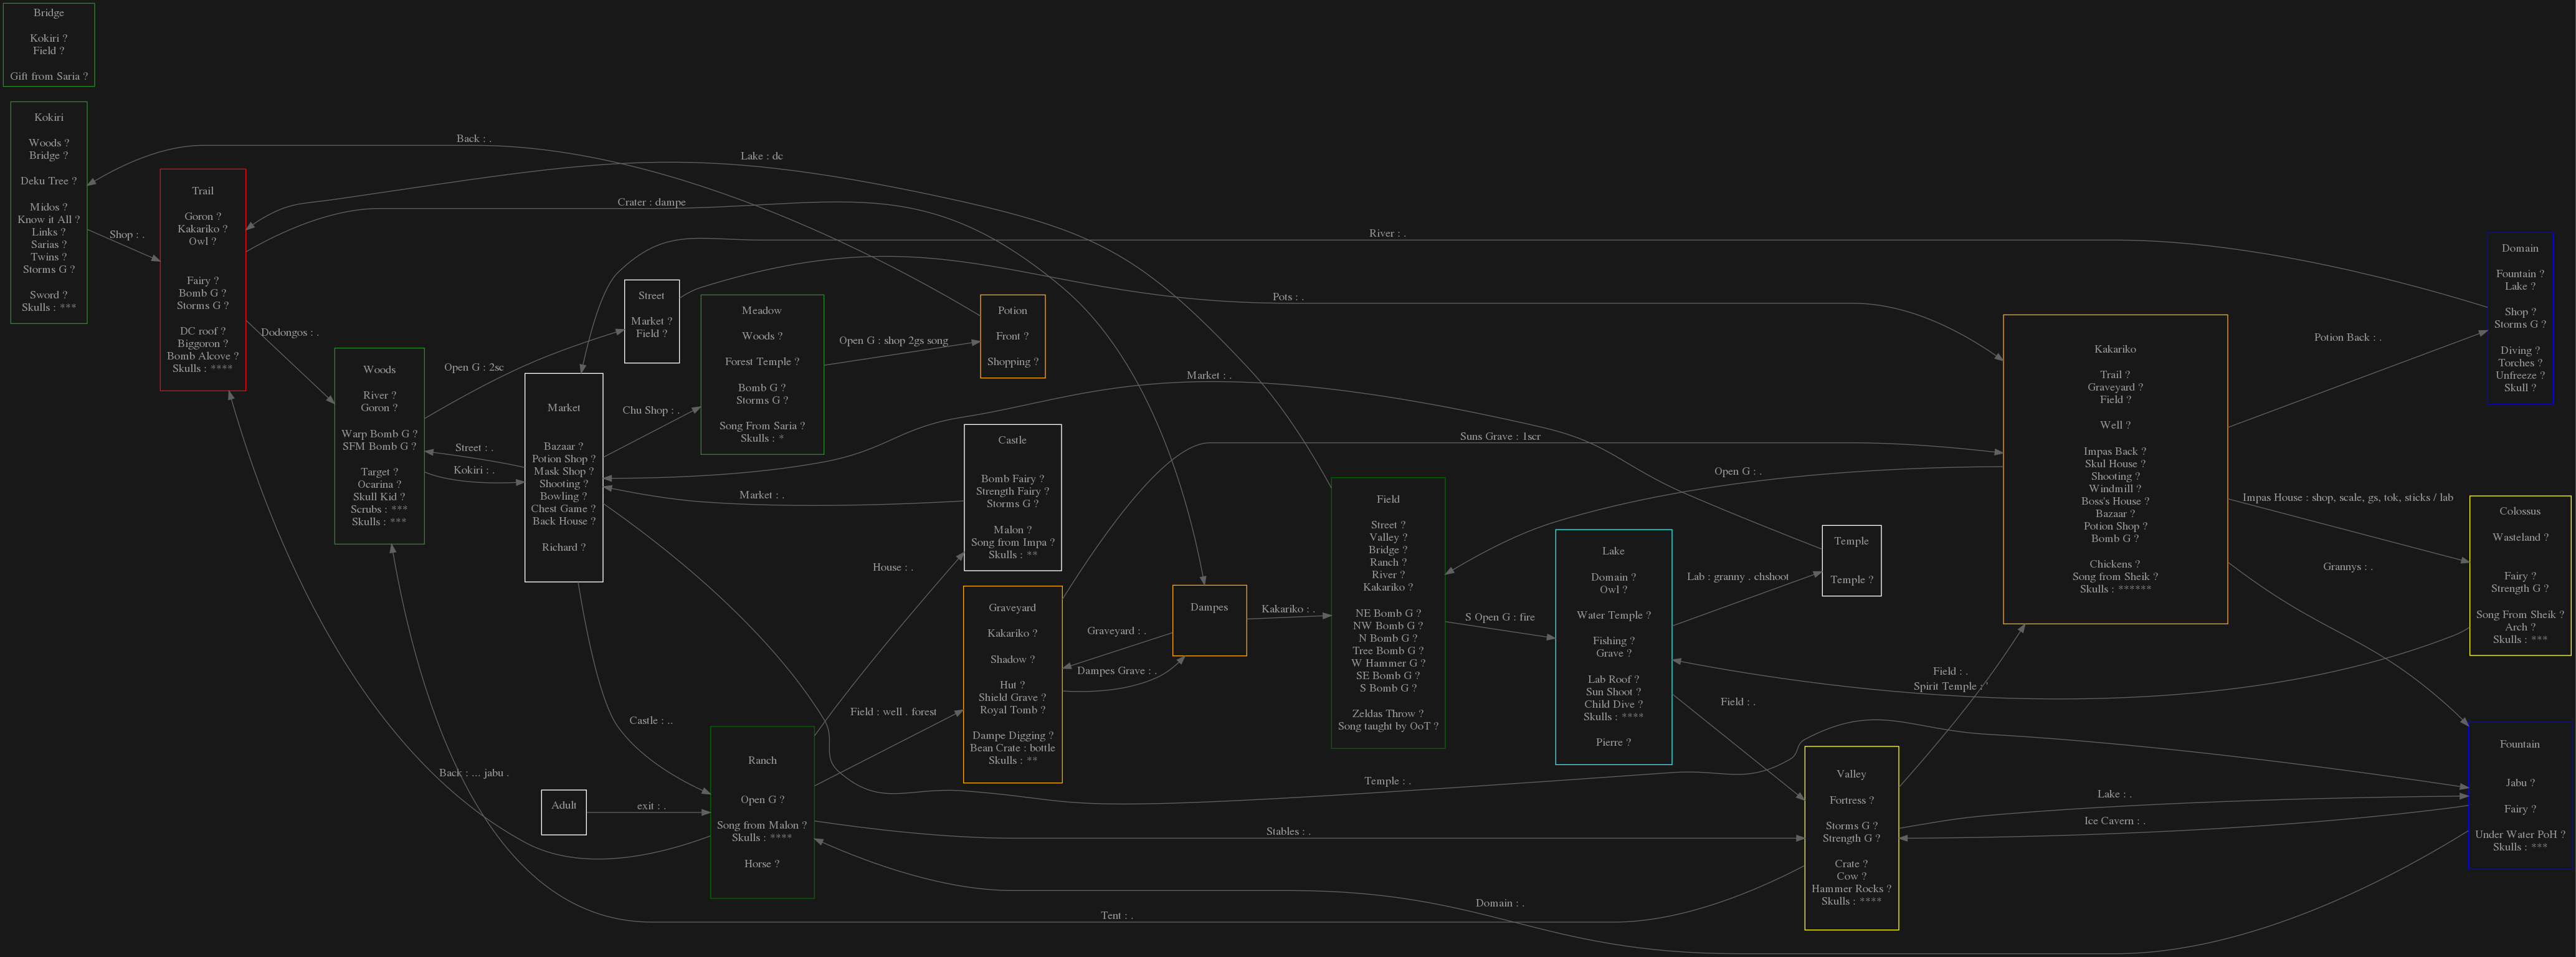 Bridge
Kokiri ?
Field ?
Gift from Saria ?
Kokiri
Woods ?
Bridge ?
Deku Tree ?
Midos ?
Know it All ?
Links ?
Sarias ?
Twins ?
Storms G ?
Sword ?
Skulls : ***
Shop : .
Trail
Goron ?
Kakariko ?
Owl ?
Fairy ?
Bomb G ?
Storms G ?
DC roof ?
Biggoron ?
Bomb Alcove ?
Skulls : ****
Dodongos : .
Woods
River ?
Goron ?
Warp Bomb G ?
SFM Bomb G ?
Target ?
Ocarina ?
Skull Kid ?
Scrubs : ***
Skulls : ***
Back : .
Lake : dc
Crater : dampe
Open G : 2sc
Street : .
Kokiri : .
Street
Market ?
Field ?
Market
Bazaar ?
Potion Shop ?
Mask Shop ?
Shooting ?
Bowling ?
Chest Game ?
Back House ?
Richard ?
Chu Shop : .
Meadow
Woods ?
Forest Temple ?
Bomb G ?
Storms G ?
Song From Saria ?
Skulls : *
Open G : shop 2gs song
Potion
Front ?
Shopping ?
Market : .
Market : .
Castle
Bomb Fairy ?
Strength Fairy ?
Storms G ?
Malon ?
Song from Impa ?
Skulls : **
House : .
Castle : ..
Back : ... jabu .
Adult
exit : .
Ranch
Open G ?
Song from Malon ?
Skulls : ****
Horse ?
Field : well . forest
Graveyard
Kakariko ?
Shadow ?
Hut ?
Shield Grave ?
Royal Tomb ?
Dampe Digging ?
Bean Crate : bottle
Skulls : **
Graveyard : .
Dampes Grave : .
Dampes
Kakariko : .
River : .
Pots : .
Suns Grave : 1scr
Field
Street ?
Valley ?
Bridge ?
Ranch ?
River ?
Kakariko ?
NE Bomb G ?
NW Bomb G ?
N Bomb G ?
Tree Bomb G ?
W Hammer G ?
SE Bomb G ?
S Bomb G ?
Zeldas Throw ?
Song taught by OoT ?
S Open G : fire
Open G : .
Lake
Domain ?
Owl ?
Water Temple ?
Fishing ?
Grave ?
Lab Roof ?
Sun Shoot ?
Child Dive ?
Skulls : ****
Pierre ?
Lab : granny . chshoot
Field : .
Temple
Temple ?
Temple : .
Stables : .
Domain : .
Tent : .
Valley
Fortress ?
Storms G ?
Strength G ?
Crate ?
Cow ?
Hammer Rocks ?
Skulls : ****
Field : .
Spirit Temple : .
Kakariko
Trail ?
Graveyard ?
Field ?
Well ?
Impas Back ?
Skul House ?
Shooting ?
Windmill ?
Boss's House ?
Bazaar ?
Potion Shop ?
Bomb G ?
Chickens ?
Song from Sheik ?
Skulls : ******
Potion Back : .
Impas House : shop, scale, gs, tok, sticks / lab
Grannys : .
Lake : .
Ice Cavern : .
Domain
Fountain ?
Lake ?
Shop ?
Storms G ?
Diving ?
Torches ?
Unfreeze ?
Skull ?
Colossus
Wasteland ?
Fairy ?
Strength G ?
Song From Sheik ?
Arch ?
Skulls : ***
Fountain
Jabu ?
Fairy ?
Under Water PoH ?
Skulls : ***